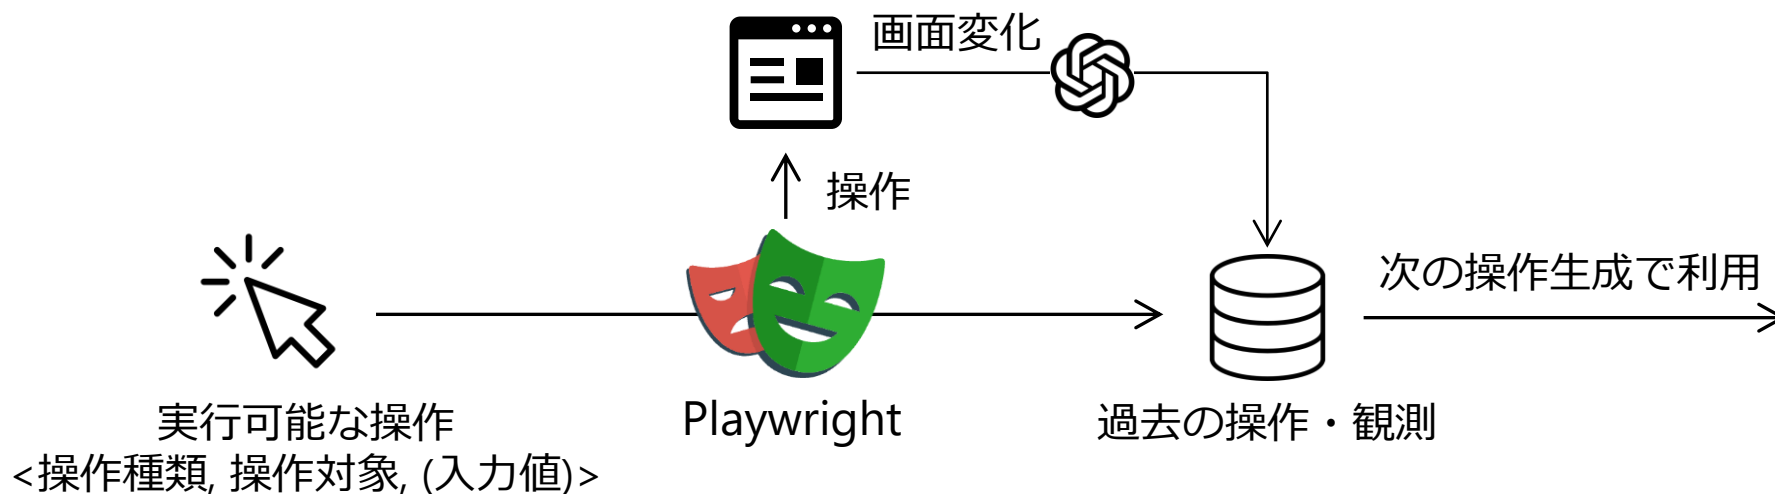 画面変化
操作
次の操作生成で利用
実行可能な操作
<操作種類, 操作対象, (入力値)>
Playwright
過去の操作・観測